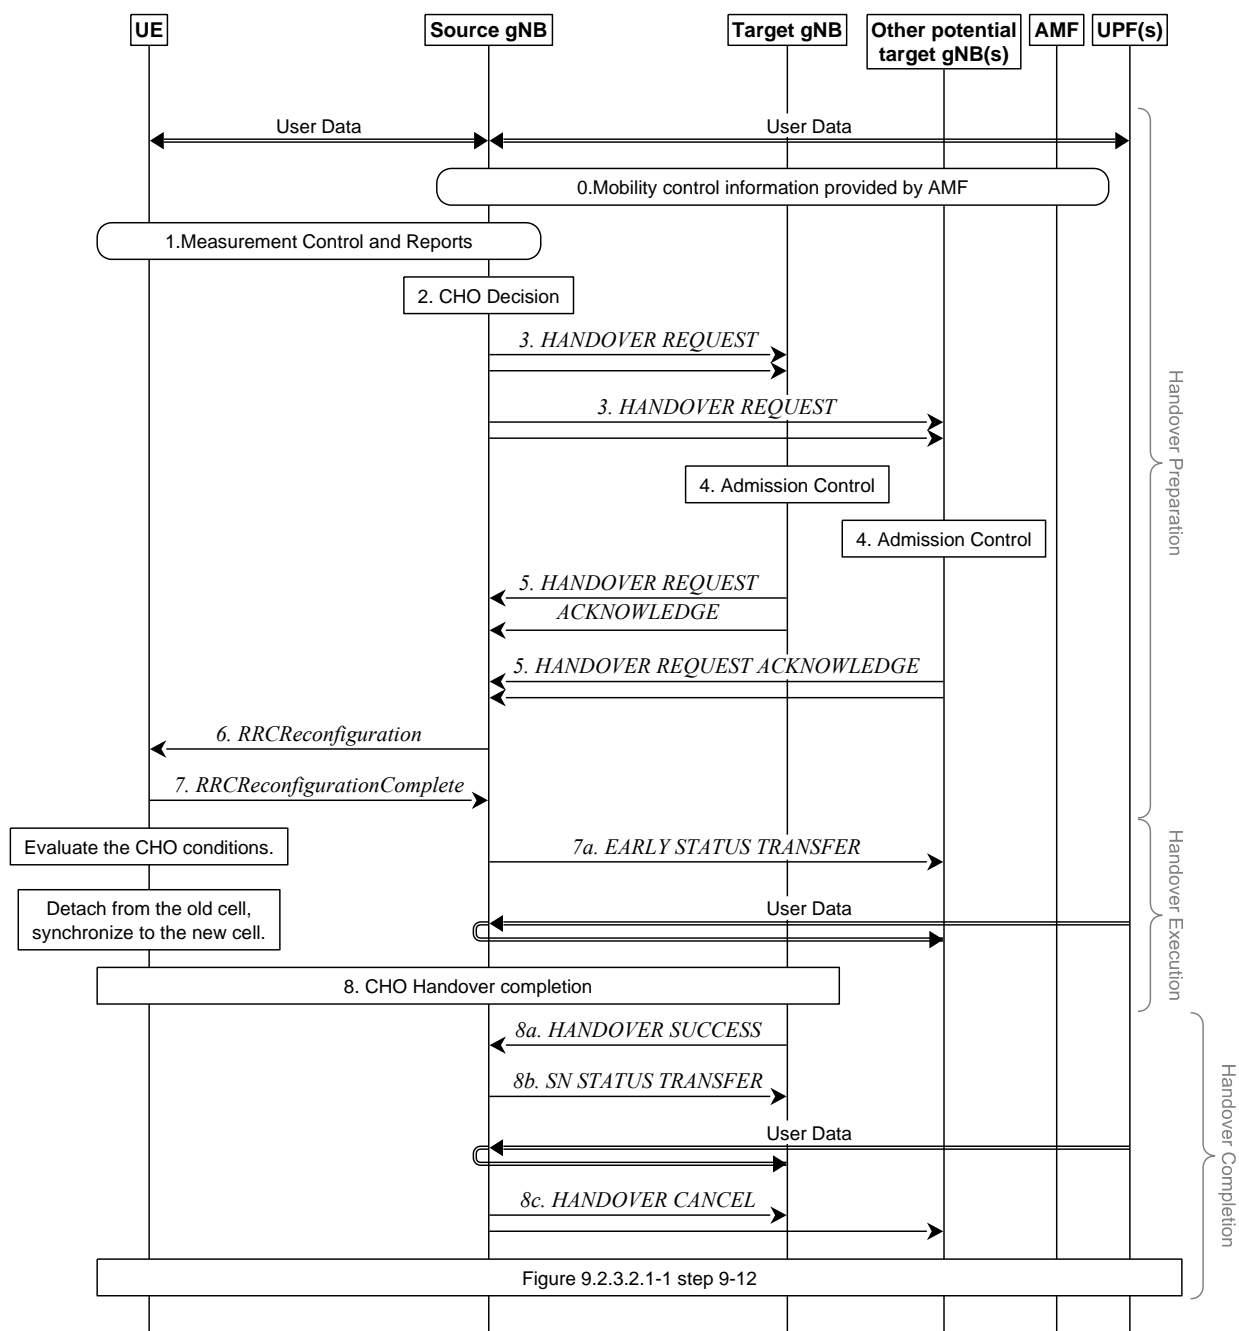 UE
Source gNB
Target gNB
Other potential
target gNB(s)
AMF
UPF(s)
User Data
User Data
0.Mobility control information provided by AMF
1.Measurement Control and Reports
2. CHO Decision
3. HANDOVER REQUEST
3. HANDOVER REQUEST
4. Admission Control
4. Admission Control
5. HANDOVER REQUEST
ACKNOWLEDGE
5. HANDOVER REQUEST ACKNOWLEDGE
6. RRCReconfiguration
7. RRCReconfigurationComplete
Handover Preparation
Evaluate the CHO conditions.
7a. EARLY STATUS TRANSFER
Detach from the old cell,
synchronize to the new cell.
User Data
Handover Execution
8. CHO Handover completion
8a. HANDOVER SUCCESS
8b. SN STATUS TRANSFER
User Data
8c. HANDOVER CANCEL
Handover Completion
Figure 9.2.3.2.1-1 step 9-12